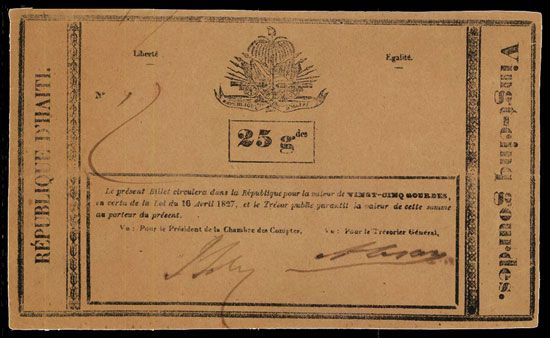 RÉPUBLIQUE D'HAITI.
Liberté
Égalité.
N°
25 g des
Le présent Billet circulera dans la République pour la valeur de VINGT-CINQ GOURDES,
en vertu de la Loi du 16 Avril 1827, et le Trésor public garantit la valeur de cette somme
au porteur du présent.
Vu : Pour le Président de la Chambre des Comptes,
Vu : Pour le Trésorier Général,
Vingt-cinq Gourdes.